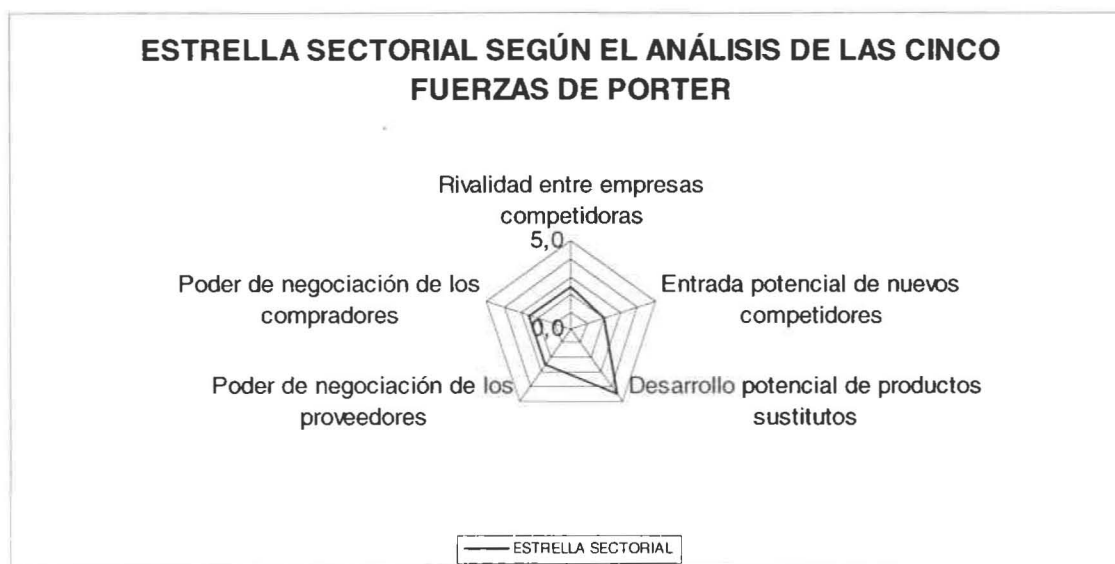 ESTRELLA SECTORIAL SEGÚN EL ANÁLISIS DE LAS CINCO
FUERZAS DE PORTER
Rivalidad entre empresas
competidoras
5,0
Poder de negociación de los
compradores
Entrada potencial de nuevos
competidores
0,0
Poder de negociación de los
proveedores
Desarrollo potencial de productos
sustitutos
ESTRELLA SECTORIAL